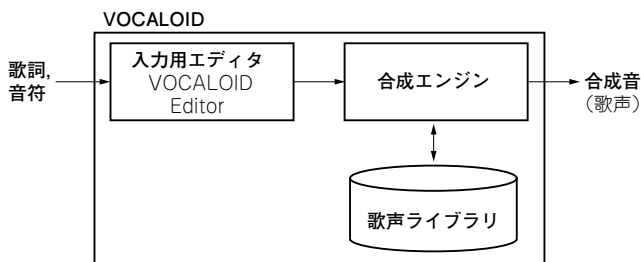 VOCALOID
歌詞,
音符
入力用エディタ
VOCALOID
Editor
合成エンジン
合成音
（歌声）
歌声ライブラリ